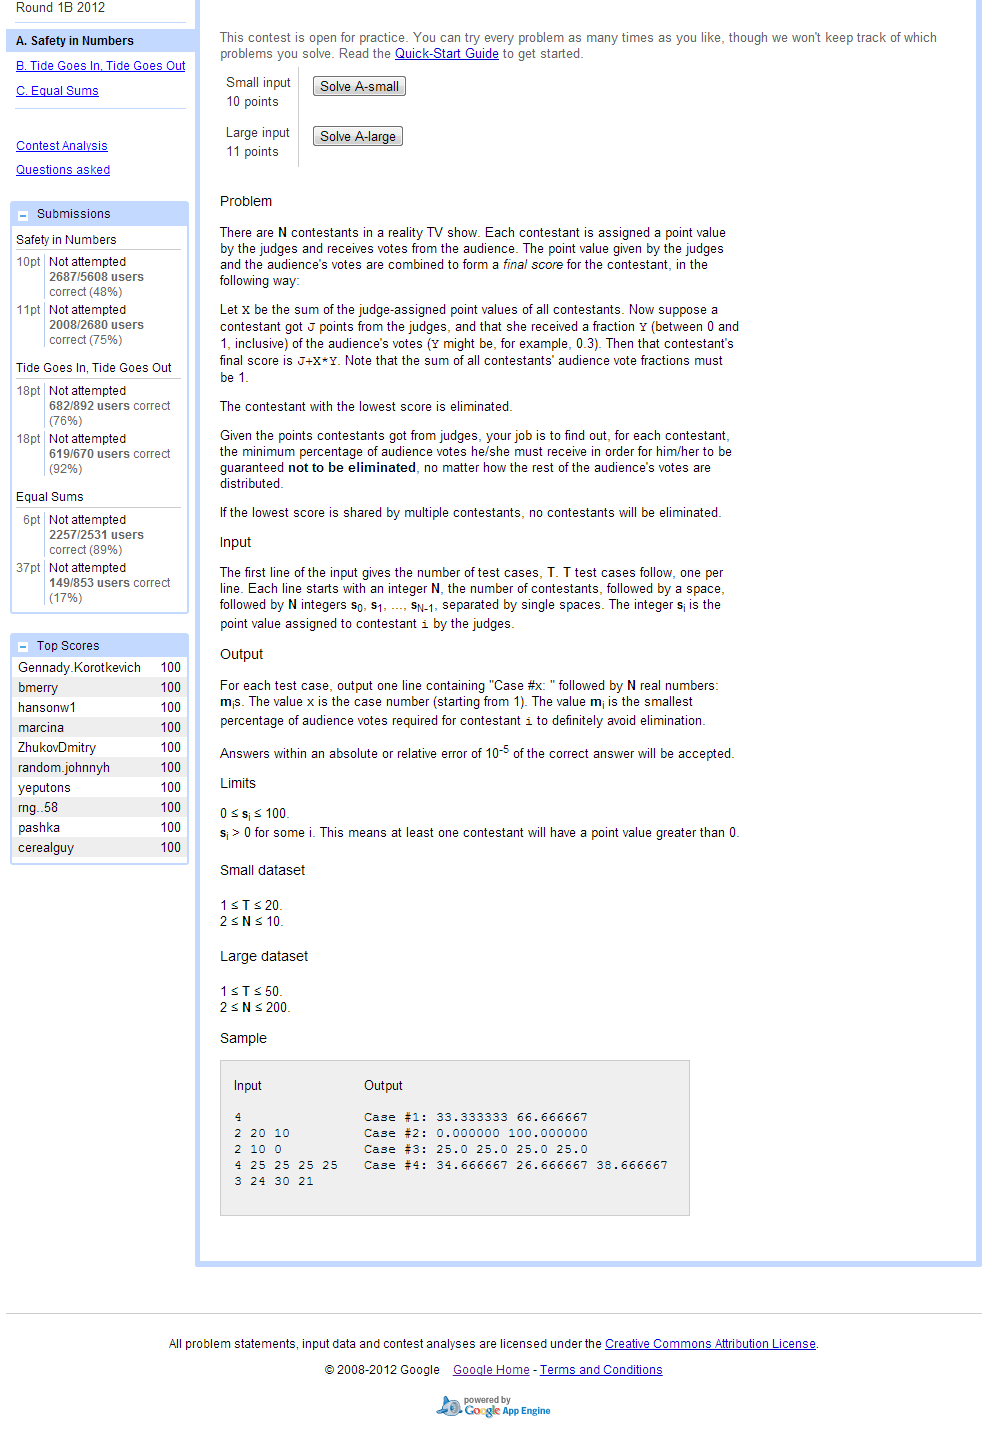 Round 1B 2012
A. Safety in Numbers
B. Tide Goes In, Tide Goes Out
C. Equal Sums
Contest Analysis
Questions asked
Submissions
Safety in Numbers
10pt Not attempted
2687/5608 users
correct (48%)
11pt Not attempted
2008/2680 users
correct (75%)
Tide Goes In, Tide Goes Out
18pt Not attempted
682/892 users correct
(76%)
18pt Not attempted
619/670 users correct
(92%)
Equal Sums
6pt Not attempted
2257/2531 users
correct (89%)
37pt Not attempted
149/853 users correct
(17%)
Top Scores
Gennady.Korotkevich 100
bmerry 100
hansonw1 100
marcina 100
ZhukovDmitry 100
random.johnnyh 100
yeputons 100
rng..58 100
pashka 100
cerealguy 100
This contest is open for practice. You can try every problem as many times as you like, though we won't keep track of which
problems you solve. Read the Quick-Start Guide to get started.
Small input
10 points
Solve A-small
Large input
11 points
Solve A-large
Problem
There are N contestants in a reality TV show. Each contestant is assigned a point value
by the judges and receives votes from the audience. The point value given by the judges
and the audience's votes are combined to form a final score for the contestant, in the
following way:
Let X be the sum of the judge-assigned point values of all contestants. Now suppose a
contestant got J points from the judges, and that she received a fraction Y (between 0 and
1, inclusive) of the audience's votes (Y might be, for example, 0.3). Then that contestant's
final score is J+X*Y. Note that the sum of all contestants' audience vote fractions must
be 1.
The contestant with the lowest score is eliminated.
Given the points contestants got from judges, your job is to find out, for each contestant,
the minimum percentage of audience votes he/she must receive in order for him/her to be
guaranteed not to be eliminated, no matter how the rest of the audience's votes are
distributed.
If the lowest score is shared by multiple contestants, no contestants will be eliminated.
Input
The first line of the input gives the number of test cases, T. T test cases follow, one per
line. Each line starts with an integer N, the number of contestants, followed by a space,
followed by N integers s0, s1, ..., sN-1, separated by single spaces. The integer si is the
point value assigned to contestant i by the judges.
Output
For each test case, output one line containing "Case #x: " followed by N real numbers:
mis. The value x is the case number (starting from 1). The value mi is the smallest
percentage of audience votes required for contestant i to definitely avoid elimination.
Answers within an absolute or relative error of 10-5 of the correct answer will be accepted.
Limits
0 ≤ si ≤ 100.
si > 0 for some i. This means at least one contestant will have a point value greater than 0.
Small dataset
1 ≤ T ≤ 20.
2 ≤ N ≤ 10.
Large dataset
1 ≤ T ≤ 50.
2 ≤ N ≤ 200.
Sample
Input Output
4 Case #1: 33.333333 66.666667
2 20 10 Case #2: 0.000000 100.000000
2 10 0 Case #3: 25.0 25.0 25.0 25.0
4 25 25 25 25 Case #4: 34.666667 26.666667 38.666667
3 24 30 21
All problem statements, input data and contest analyses are licensed under the Creative Commons Attribution License.
© 2008-2012 Google Google Home - Terms and Conditions
powered by
Google App Engine